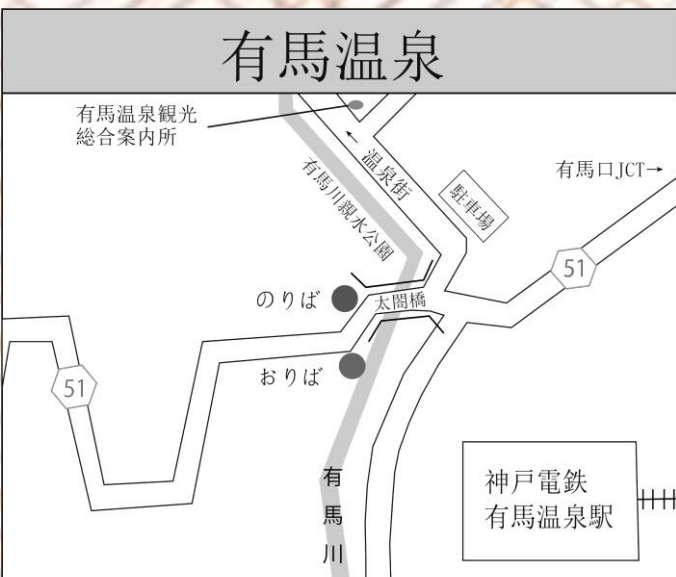 有馬温泉
有馬温泉観光
総合案内所
←
温泉街
有馬川親水公園
駐車場
有馬口JCT→
51
のりば
太閤橋
おりば
51
有馬川
神戸電鉄
有馬温泉駅